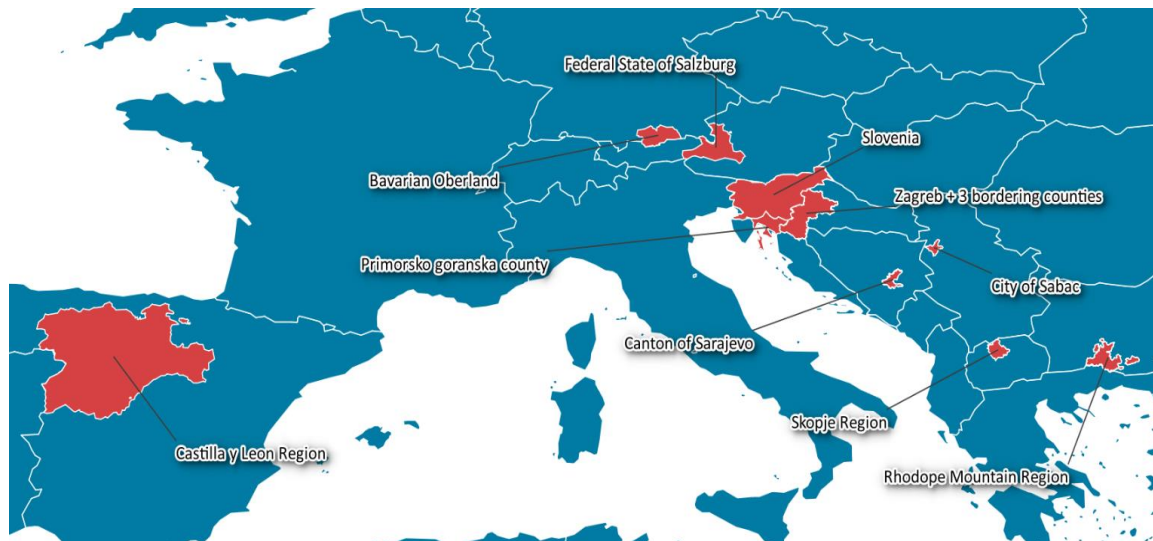 Federal State of Salzburg
Slovenia
Bavarian Oberland
Zagreb + 3 bordering counties
Primorsko goranska county
City of Sabac
Canton of Sarajevo
Skopje Region
Castilla y Leon Region
Rhodope Mountain Region